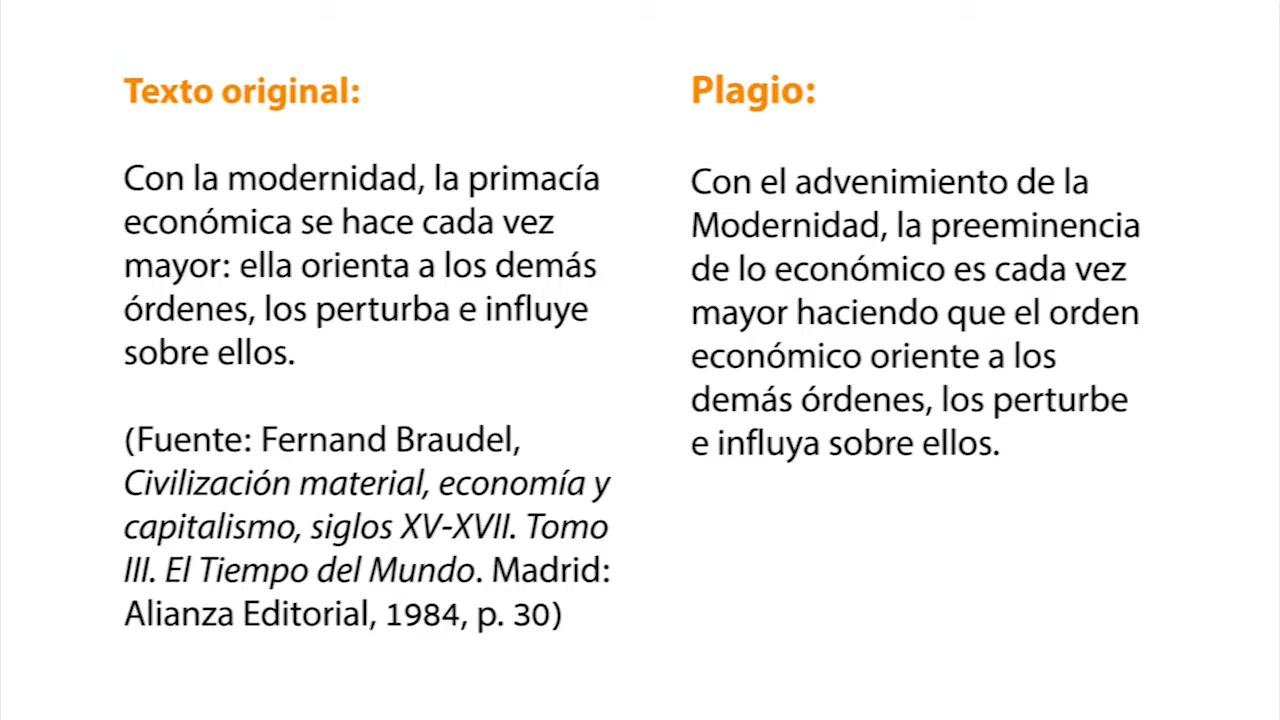 Texto original:
Con la modernidad, la primacía
económica se hace cada vez
mayor: ella orienta a los demás
órdenes, los perturba e influye
sobre ellos.
(Fuente: Fernand Braudel,
Civilización material, economía y
capitalismo, siglos XV-XVII. Tomo
III. El Tiempo del Mundo. Madrid:
Alianza Editorial, 1984, p. 30)
Plagio:
Con el advenimiento de la
Modernidad, la preeminencia
de lo económico es cada vez
mayor haciendo que el orden
económico oriente a los
demás órdenes, los perturbe
e influya sobre ellos.